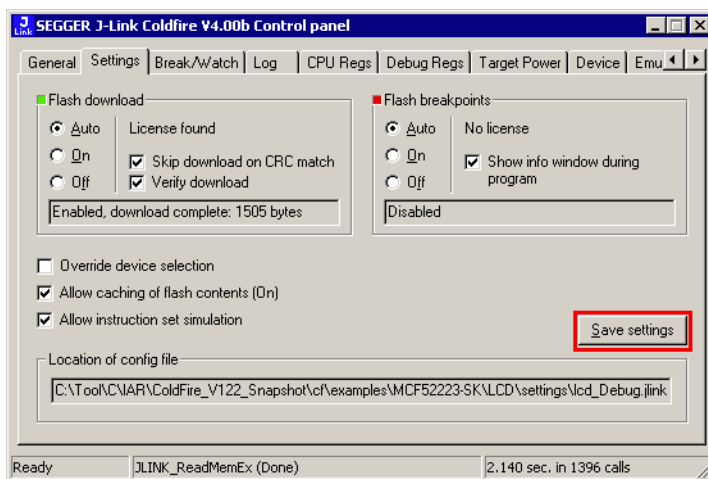 J Link SEGGER J-Link Coldfire V4.00b Control panel
General Settings Break/Watch Log CPU Regs Debug Regs Target Power Device Emu
Flash download
Auto License found
On Skip download on CRC match
Off Verify download
Enabled, download complete: 1505 bytes
Flash breakpoints
Auto No license
On Show info window during
Off program
Disabled
Override device selection
Allow caching of flash contents (On)
Allow instruction set simulation
Save settings
Location of config file
C:\Tool\C\IAR\ColdFire_V122_Snapshot\cf\examples\MCF52223-SK\LCD\settings\lcd_Debug.jlink
Ready JLINK_ReadMemEx (Done) 2.140 sec. in 1396 calls